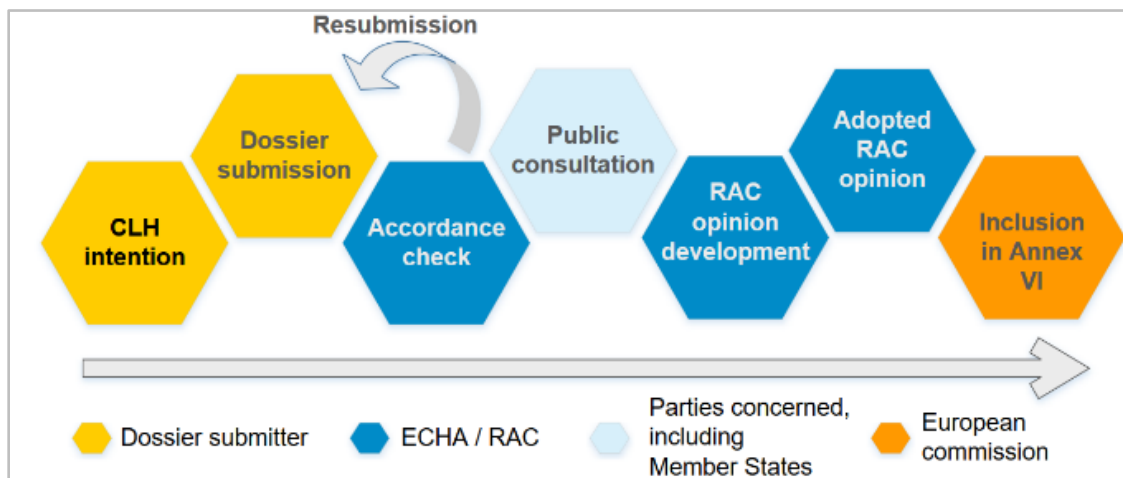 Resubmission
CLH
intention
Dossier
submission
Accordance
check
Public
consultation
RAC
opinion
development
Adopted
RAC
opinion
Inclusion
in Annex
VI
Dossier submitter
ECHA / RAC
Parties concerned,
including
Member States
European
commission